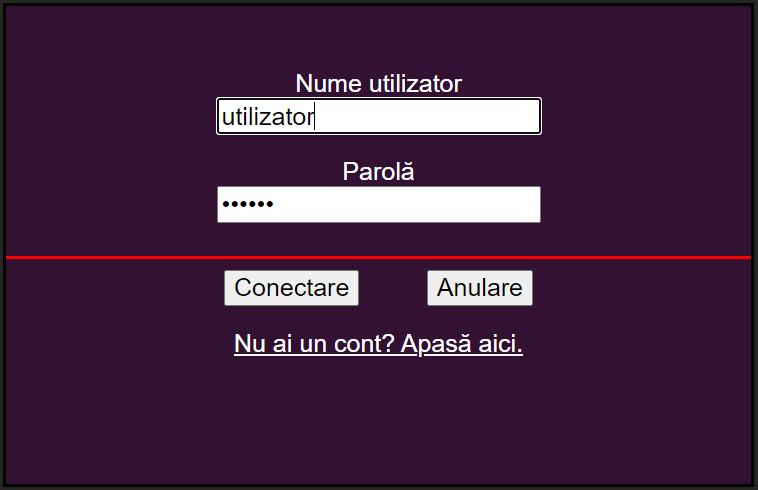 Nume utilizator
utilizator
Parolă
••••••
Conectare Anulare
Nu ai un cont? Apasă aici.